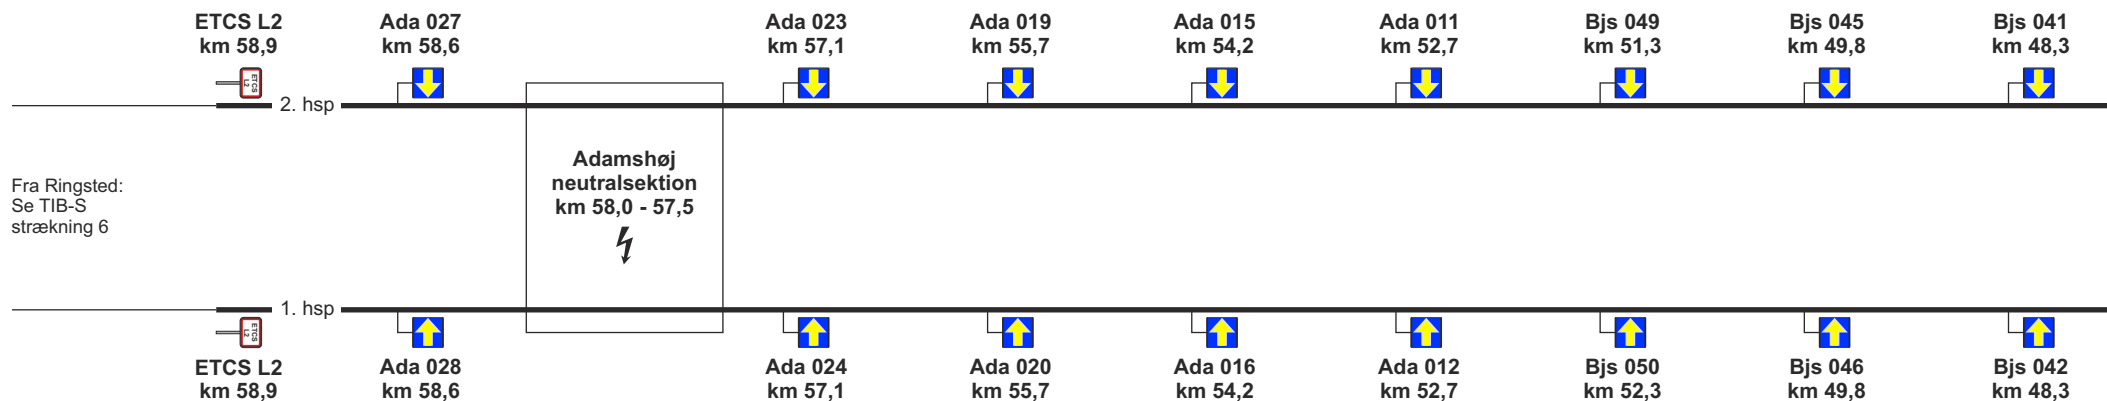 ETCS L2
km 58,9
Ada 027
km 58,6
Ada 023
km 57,1
Ada 019
km 55,7
Ada 015
km 54,2
Ada 011
km 52,7
Bjs 049
km 51,3
Bjs 045
km 49,8
Bjs 041
km 48,3
ETCS
L2
2. hsp
Adamshøj
neutralsektion
km 58,0 - 57,5
Fra Ringsted:
Se TIB-S
strækning 6
1. hsp
ETCS
L2
ETCS L2
km 58,9
Ada 028
km 58,6
Ada 024
km 57,1
Ada 020
km 55,7
Ada 016
km 54,2
Ada 012
km 52,7
Bjs 050
km 52,3
Bjs 046
km 49,8
Bjs 042
km 48,3